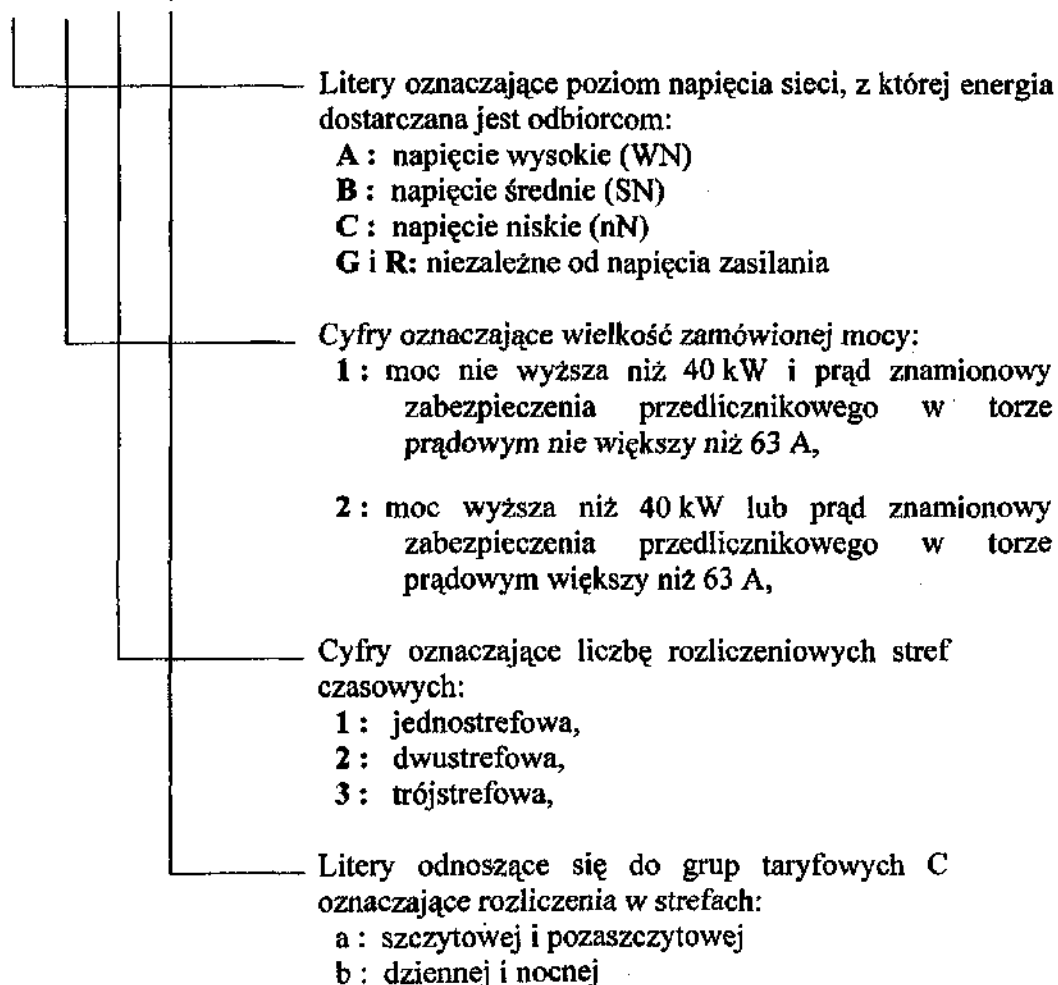 Litery oznaczające poziom napięcia sieci, z której energia
dostarczana jest odbiorcom:
A : napięcie wysokie (WN)
B : napięcie średnie (SN)
C : napięcie niskie (nN)
G i R: niezależne od napięcia zasilania
Cyfry oznaczające wielkość zamówionej mocy:
1 : moc nie wyższa niż 40 kW i prąd znamionowy
zabezpieczenia przedlicznikowego w torze
prądowym nie większy niż 63 A,
2 : moc wyższa niż 40 kW lub prąd znamionowy
zabezpieczenia przedlicznikowego w torze
prądowym większy niż 63 A,
Cyfry oznaczające liczbę rozliczeniowych stref
czasowych:
1 : jednostrefowa,
2 : dwustrefowa,
3 : trójstrefowa,
Litery odnoszące się do grup taryfowych C
oznaczające rozliczenia w strefach:
a : szczytowej i pozaszczytowej
b : dziennej i nocnej